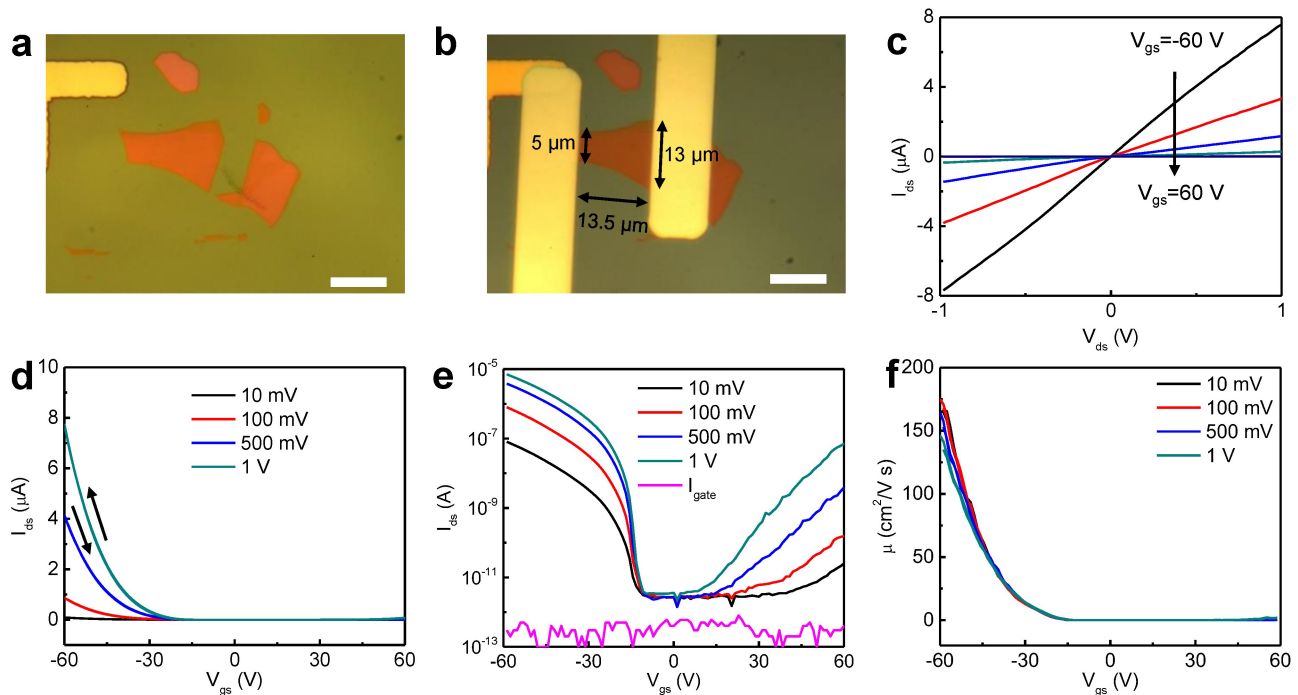 a
b
5 µm
13 µm
13.5 µm
c
8
4
0
-4
-8
I_ds (µA)
V_gs=-60 V
V_gs=60 V
-1
0
1
V_ds (V)
d
10
8
6
4
2
0
I_ds (µA)
10 mV
100 mV
500 mV
1 V
-60
-30
0
30
60
V_gs (V)
e
10^-5
10^-7
10^-9
10^-11
10^-13
I_ds (A)
10 mV
100 mV
500 mV
1 V
I_gate
-60
-30
0
30
60
V_gs (V)
f
200
150
100
50
0
µ (cm²/V s)
10 mV
100 mV
500 mV
1 V
-60
-30
0
30
60
V_gs (V)